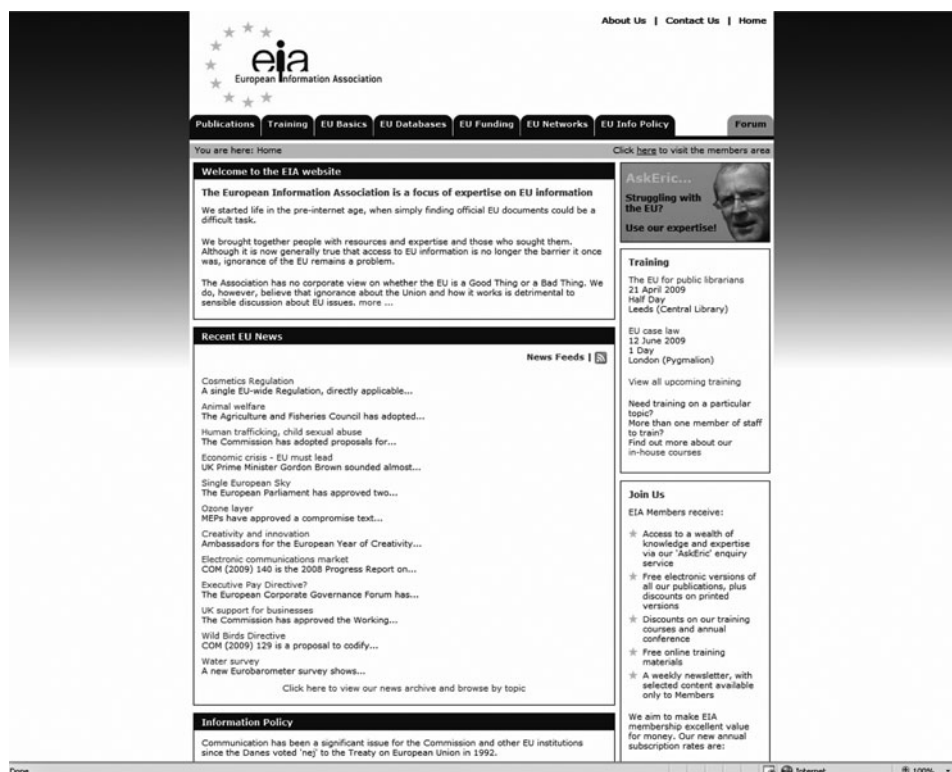 About Us | Contact Us | Home
eia
European Information Association
Publications
Training
EU Basics
EU Databases
EU Funding
EU Networks
EU Info Policy
Forum
You are here: Home
Click here to visit the members area
Welcome to the EIA website
The European Information Association is a focus of expertise on EU information
We started life in the pre-internet age, when simply finding official EU documents could be a
difficult task.
We brought together people with resources and expertise and those who sought them.
Although it is now generally true that access to EU information is no longer the barrier it once
was, ignorance of the EU remains a problem.
The Association has no corporate view on whether the EU is a Good Thing or a Bad Thing. We
do, however, believe that ignorance about the Union and how it works is detrimental to
sensible discussion about EU issues. more ...
Recent EU News
News Feeds |
Cosmetics Regulation
A single EU-wide Regulation, directly applicable...
Animal welfare
The Agriculture and Fisheries Council has adopted...
Human trafficking, child sexual abuse
The Commission has adopted proposals for...
Economic crisis - EU must lead
UK Prime Minister Gordon Brown sounded almost...
Single European Sky
The European Parliament has approved two...
Ozone layer
MEPs have approved a compromise text...
Creativity and innovation
Ambassadors for the European Year of Creativity...
Electronic communications market
COM (2009) 140 is the 2008 Progress Report on...
Executive Pay Directive?
The European Corporate Governance Forum has...
UK support for businesses
The Commission has approved the Working...
Wild Birds Directive
COM (2009) 129 is a proposal to codify...
Water survey
A new Eurobarometer survey shows...
Click here to view our news archive and browse by topic
Information Policy
Communication has been a significant issue for the Commission and other EU institutions
since the Danes voted 'nej' to the Treaty on European Union in 1992.
AskEric...
Struggling with
the EU?
Use our expertise!
Training
The EU for public librarians
21 April 2009
Half Day
Leeds (Central Library)
EU case law
12 June 2009
1 Day
London (Pygmalion)
View all upcoming training
Need training on a particular
topic?
More than one member of staff
to train?
Find out more about our
in-house courses
Join Us
EIA Members receive:
Access to a wealth of
knowledge and expertise
via our 'AskEric' enquiry
service
Free electronic versions of
all our publications, plus
discounts on printed
versions
Discounts on our training
courses and annual
conference
Free online training
materials
A weekly newsletter, with
selected content available
only to Members
We aim to make EIA
membership excellent value
for money. Our new annual
subscription rates are:
Done
Internet
100%